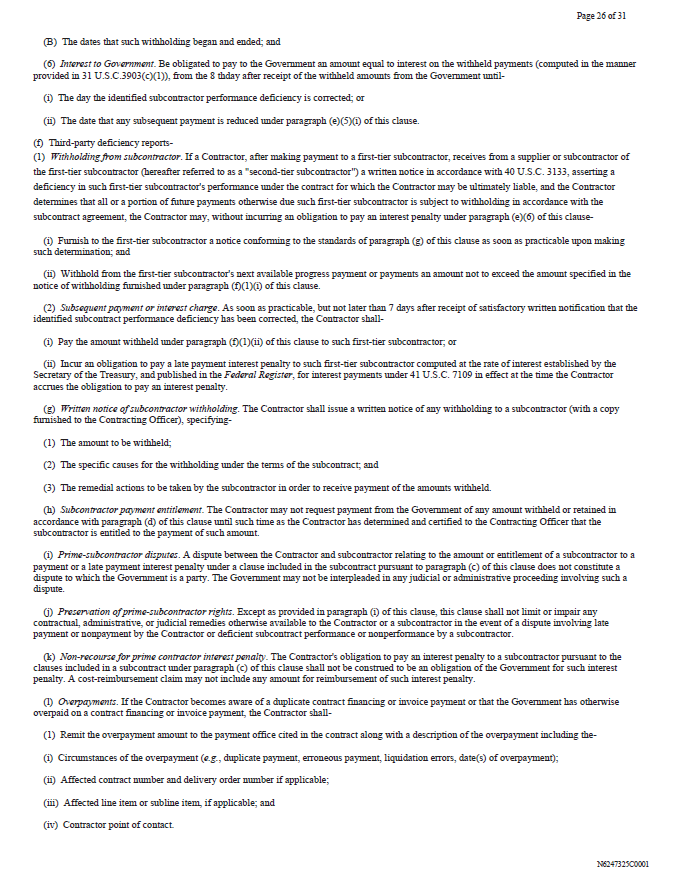 Page 26 of 31
(B) The dates that such withholding began and ended; and
(6) Interest to Government. Be obligated to pay to the Government an amount equal to interest on the withheld payments (computed in the manner
provided in 31 U.S.C.3903(c)(1)), from the 8 thday after receipt of the withheld amounts from the Government until-
(i) The day the identified subcontractor performance deficiency is corrected; or
(ii) The date that any subsequent payment is reduced under paragraph (e)(5)(i) of this clause.
(f) Third-party deficiency reports-
(1) Withholding from subcontractor. If a Contractor, after making payment to a first-tier subcontractor, receives from a supplier or subcontractor of
the first-tier subcontractor (hereafter referred to as a "second-tier subcontractor") a written notice in accordance with 40 U.S.C. 3133, asserting a
deficiency in such first-tier subcontractor's performance under the contract for which the Contractor may be ultimately liable, and the Contractor
determines that all or a portion of future payments otherwise due such first-tier subcontractor is subject to withholding in accordance with the
subcontract agreement, the Contractor may, without incurring an obligation to pay an interest penalty under paragraph (e)(6) of this clause-
(i) Furnish to the first-tier subcontractor a notice conforming to the standards of paragraph (g) of this clause as soon as practicable upon making
such determination; and
(ii) Withhold from the first-tier subcontractor's next available progress payment or payments an amount not to exceed the amount specified in the
notice of withholding furnished under paragraph (f)(1)(i) of this clause.
(2) Subsequent payment or interest charge. As soon as practicable, but not later than 7 days after receipt of satisfactory written notification that the
identified subcontract performance deficiency has been corrected, the Contractor shall-
(i) Pay the amount withheld under paragraph (f)(1)(ii) of this clause to such first-tier subcontractor; or
(ii) Incur an obligation to pay a late payment interest penalty to such first-tier subcontractor computed at the rate of interest established by the
Secretary of the Treasury, and published in the Federal Register, for interest payments under 41 U.S.C. 7109 in effect at the time the Contractor
accrues the obligation to pay an interest penalty.
(g) Written notice of subcontractor withholding. The Contractor shall issue a written notice of any withholding to a subcontractor (with a copy
furnished to the Contracting Officer), specifying-
(1) The amount to be withheld;
(2) The specific causes for the withholding under the terms of the subcontract; and
(3) The remedial actions to be taken by the subcontractor in order to receive payment of the amounts withheld.
(h) Subcontractor payment entitlement. The Contractor may not request payment from the Government of any amount withheld or retained in
accordance with paragraph (d) of this clause until such time as the Contractor has determined and certified to the Contracting Officer that the
subcontractor is entitled to the payment of such amount.
(i) Prime-subcontractor disputes. A dispute between the Contractor and subcontractor relating to the amount or entitlement of a subcontractor to a
payment or a late payment interest penalty under a clause included in the subcontract pursuant to paragraph (c) of this clause does not constitute a
dispute to which the Government is a party. The Government may not be interpleaded in any judicial or administrative proceeding involving such a
dispute.
(j) Preservation of prime-subcontractor rights. Except as provided in paragraph (i) of this clause, this clause shall not limit or impair any
contractual, administrative, or judicial remedies otherwise available to the Contractor or a subcontractor in the event of a dispute involving late
payment or nonpayment by the Contractor or deficient subcontract performance or nonperformance by a subcontractor.
(k) Non-recourse for prime contractor interest penalty. The Contractor's obligation to pay an interest penalty to a subcontractor pursuant to the
clauses included in a subcontract under paragraph (c) of this clause shall not be construed to be an obligation of the Government for such interest
penalty. A cost-reimbursement claim may not include any amount for reimbursement of such interest penalty.
(l) Overpayments. If the Contractor becomes aware of a duplicate contract financing or invoice payment or that the Government has otherwise
overpaid on a contract financing or invoice payment, the Contractor shall-
(1) Remit the overpayment amount to the payment office cited in the contract along with a description of the overpayment including the-
(i) Circumstances of the overpayment (e.g., duplicate payment, erroneous payment, liquidation errors, date(s) of overpayment);
(ii) Affected contract number and delivery order number if applicable;
(iii) Affected line item or subline item, if applicable; and
(iv) Contractor point of contact.
N6247325C0001